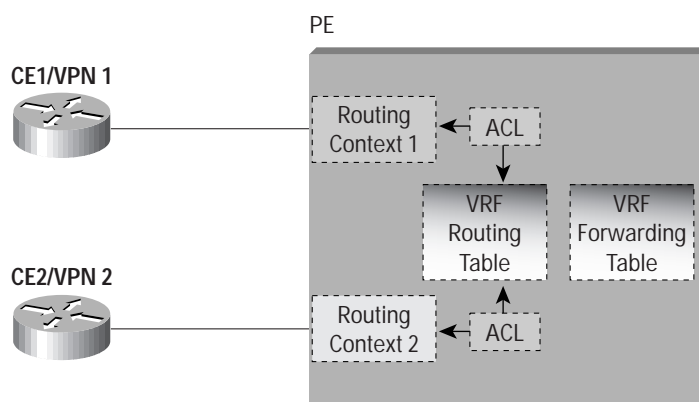 PE
CE1/VPN 1
Routing
Context 1
ACL
VRF
Routing
Table
VRF
Forwarding
Table
CE2/VPN 2
Routing
Context 2
ACL